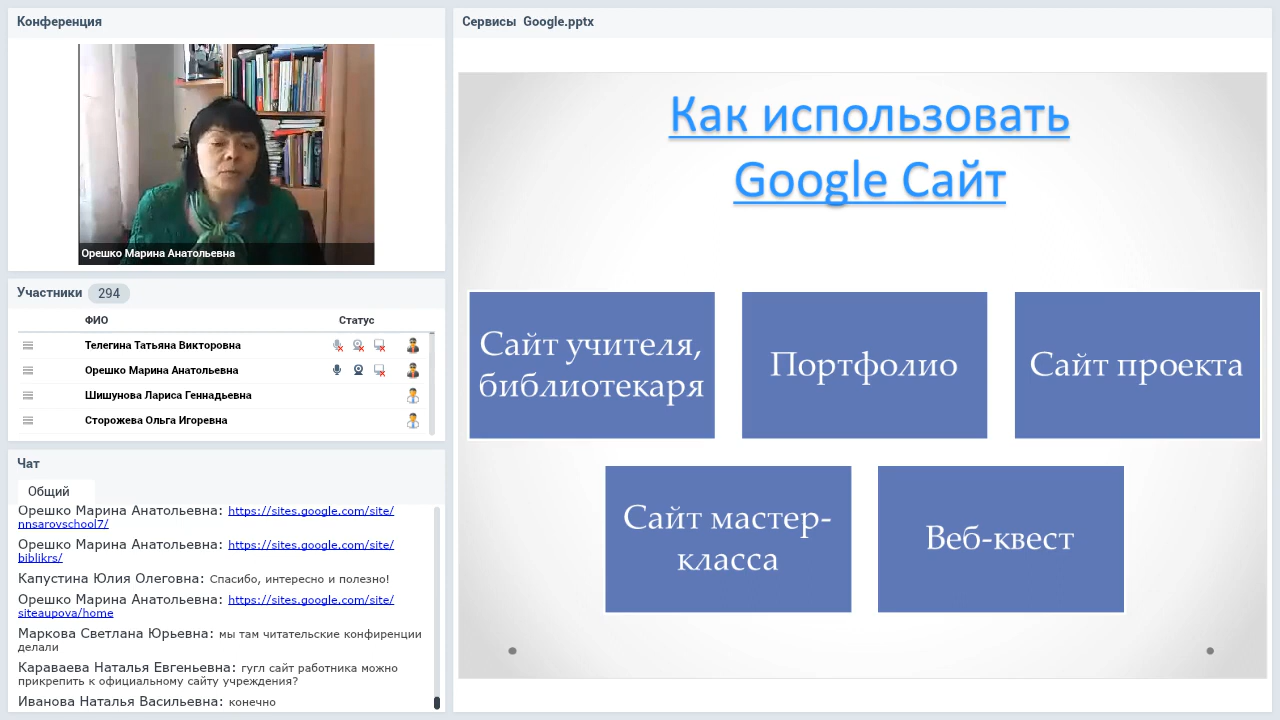 Конференция
Орешко Марина Анатольевна
Участники 294
ФИО Статус
Телегина Татьяна Викторовна
Орешко Марина Анатольевна
Шишунова Лариса Геннадьевна
Сторожева Ольга Игоревна
Чат
Общий
Орешко Марина Анатольевна: https://sites.google.com/site/
nnsarovschool7/
Орешко Марина Анатольевна: https://sites.google.com/site/
biblikrs/
Капустина Юлия Олеговна: Спасибо, интересно и полезно!
Орешко Марина Анатольевна: https://sites.google.com/site/
siteaupova/home
Маркова Светлана Юрьевна: мы там читательские конфиренции
делали
Караваева Наталья Евгеньевна: гугл сайт работника можно
прикрепить к официальному сайту учреждения?
Иванова Наталья Васильевна: конечно
Сервисы Google.pptx
Как использовать
Google Сайт
Сайт учителя,
библиотекаря
Портфолио
Сайт проекта
Сайт мастер-
класса
Веб-квест